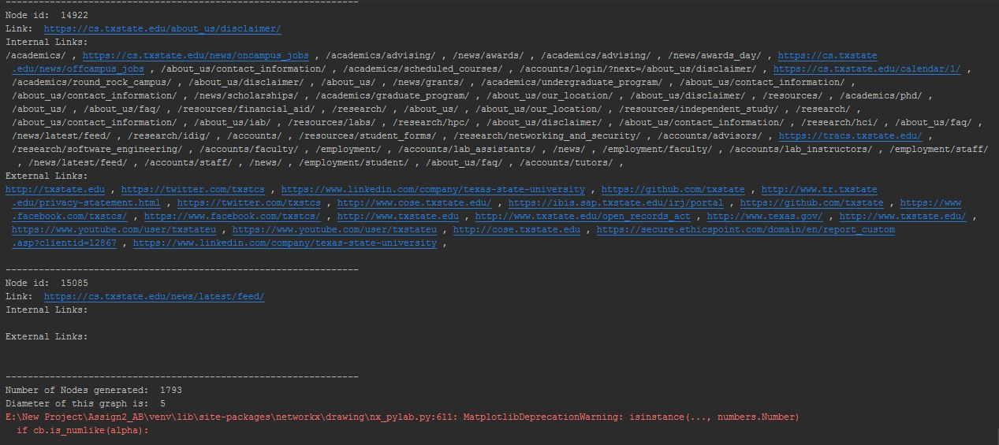 ----------------------------------------------------------------
Node id:  14922
Link:  https://cs.txstate.edu/about_us/disclaimer/
Internal Links:
/academics/ , https://cs.txstate.edu/news/oncampus_jobs , /academics/advising/ , /news/awards/ , /academics/advising/ , /news/awards_day/ , https://cs.txstate
.edu/news/offcampus_jobs , /about_us/contact_information/ , /academics/scheduled_courses/ , /accounts/login/?next=/about_us/disclaimer/ , https://cs.txstate.edu/calendar/1/ ,
/academics/round_rock_campus/ , /about_us/disclaimer/ , /about_us/ , /news/grants/ , /academics/undergraduate_program/ , /about_us/contact_information/ ,
/about_us/contact_information/ , /news/scholarships/ , /academics/graduate_program/ , /about_us/our_location/ , /about_us/disclaimer/ , /resources/ , /academics/phd/ ,
/about_us/ , /about_us/faq/ , /resources/financial_aid/ , /research/ , /about_us/ , /about_us/our_location/ , /resources/independent_study/ , /research/ ,
/about_us/contact_information/ , /about_us/iab/ , /resources/labs/ , /research/hpc/ , /about_us/disclaimer/ , /about_us/contact_information/ , /research/hci/ , /about_us/faq/ ,
/news/latest/feed/ , /research/idig/ , /accounts/ , /resources/student_forms/ , /research/networking_and_security/ , /accounts/advisors/ , https://tracs.txstate.edu/ ,
/research/software_engineering/ , /accounts/faculty/ , /employment/ , /accounts/lab_assistants/ , /news/ , /employment/faculty/ , /accounts/lab_instructors/ , /employment/staff/
, /news/latest/feed/ , /accounts/staff/ , /news/ , /employment/student/ , /about_us/faq/ , /accounts/tutors/ ,
External Links:
http://txstate.edu , https://twitter.com/txstcs , https://www.linkedin.com/company/texas-state-university , https://github.com/txstate , http://www.tr.txstate
.edu/privacy-statement.html , https://twitter.com/txstcs , http://www.cose.txstate.edu/ , https://ibis.sap.txstate.edu/irj/portal , https://github.com/txstate , https://www
.facebook.com/txstcs/ , https://www.facebook.com/txstcs/ , http://www.txstate.edu , http://www.txstate.edu/open_records_act , http://www.texas.gov/ , http://www.txstate.edu/ ,
https://www.youtube.com/user/txstateu , https://www.youtube.com/user/txstateu , http://cose.txstate.edu , https://secure.ethicspoint.com/domain/en/report_custom
.asp?clientid=12867 , https://www.linkedin.com/company/texas-state-university ,
----------------------------------------------------------------
Node id:  15085
Link:  https://cs.txstate.edu/news/latest/feed/
Internal Links:
External Links:
----------------------------------------------------------------
Number of Nodes generated:  1793
Diameter of this graph is:  5
E:\New Project\Assign2_AB\venv\lib\site-packages\networkx\drawing\nx_pylab.py:611: MatplotlibDeprecationWarning: isinstance(..., numbers.Number)
  if cb.is_numlike(alpha):